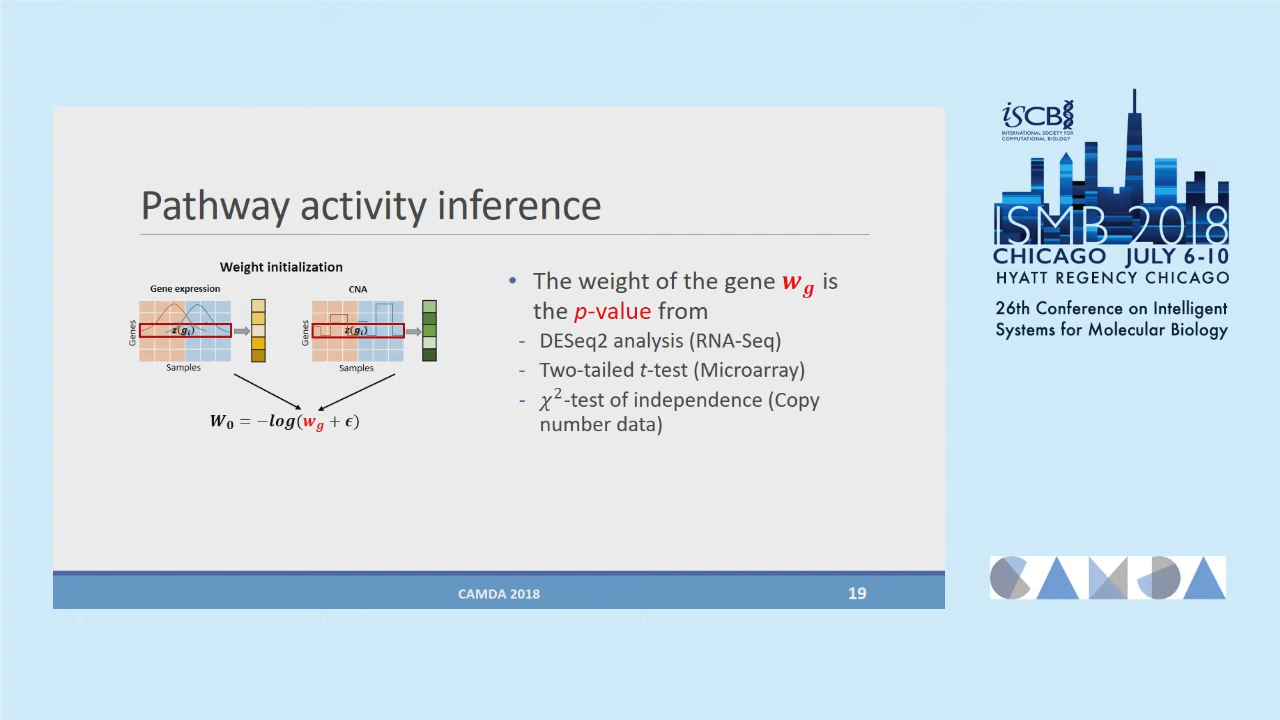 Pathway activity inference
Weight initialization
Gene expression
CNA
Genes
z(gᵢ)
Samples
Genes
z(gᵢ)
Samples
W₀ = −log(w_g + ϵ)
• The weight of the gene w_g is
the p-value from
- DESeq2 analysis (RNA-Seq)
- Two-tailed t-test (Microarray)
- χ²-test of independence (Copy
number data)
CAMDA 2018
19
iSCB
INTERNATIONAL SOCIETY FOR
COMPUTATIONAL BIOLOGY
ISMB 2018
CHICAGO JULY 6-10
HYATT REGENCY CHICAGO
26th Conference on Intelligent
Systems for Molecular Biology
CAMDA